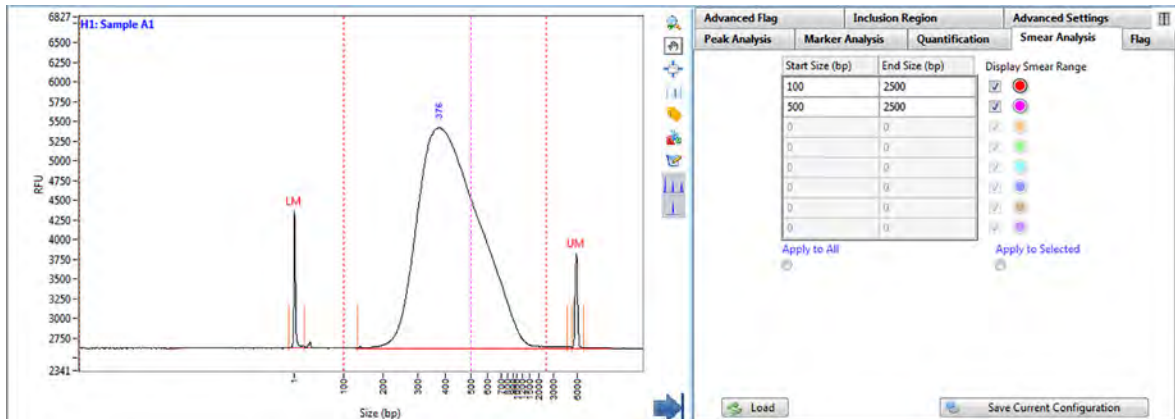 H1: Sample A1
6827
6500
6250
6000
5750
5500
5250
5000
4750
4500
4250
4000
3750
3500
3250
3000
2750
2341
RFU
LM
376
UM
1
100
200
300
400
500
600
700
2000
3000
6000
Size (bp)
Advanced Flag
Inclusion Region
Advanced Settings
Peak Analysis
Marker Analysis
Quantification
Smear Analysis
Flag
Start Size (bp)
End Size (bp)
Display Smear Range
100 2500
500 2500
0 0
0 0
0 0
0 0
0 0
0 0
Apply to All
Apply to Selected
Load
Save Current Configuration